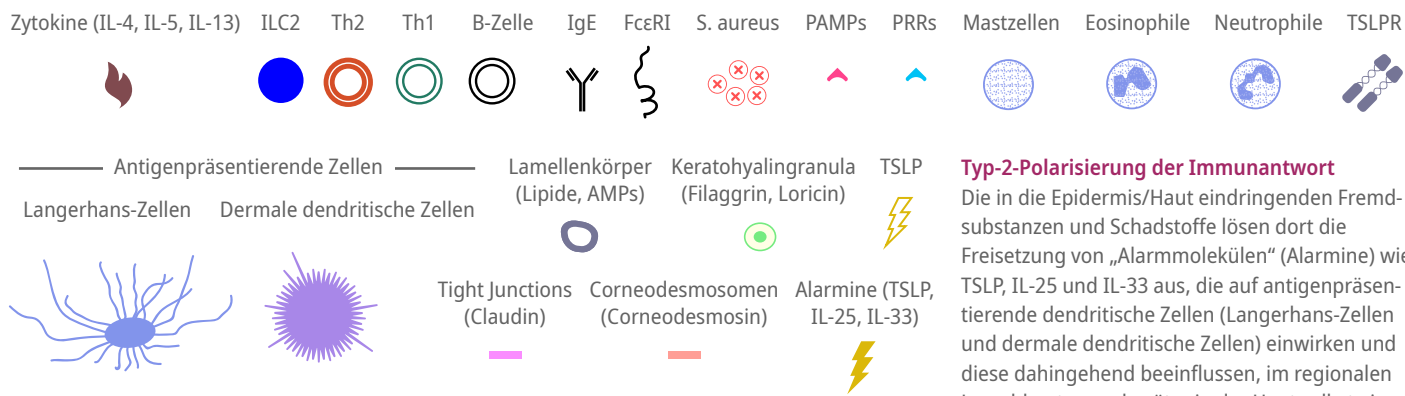 Zytokine (IL-4, IL-5, IL-13) ILC2 Th2 Th1 B-Zelle IgE FcεRI S. aureus PAMPs PRRs Mastzellen Eosinophile Neutrophile TSLPR
Antigenpräsentierende Zellen
Langerhans-Zellen Dermale dendritische Zellen
Lamellenkörper
(Lipide, AMPs)
Keratohyalingranula
(Filaggrin, Loricin)
TSLP
Tight Junctions
(Claudin)
Corneodesmosomen
(Corneodesmosin)
Alarmine (TSLP,
IL-25, IL-33)
Typ-2-Polarisierung der Immunantwort
Die in die Epidermis/Haut eindringenden Fremd-
substanzen und Schadstoffe lösen dort die
Freisetzung von „Alarmmolekülen“ (Alarmine) wie
TSLP, IL-25 und IL-33 aus, die auf antigenpräsen-
tierende dendritische Zellen (Langerhans-Zellen
und dermale dendritische Zellen) einwirken und
diese dahingehend beeinflussen, im regionalen